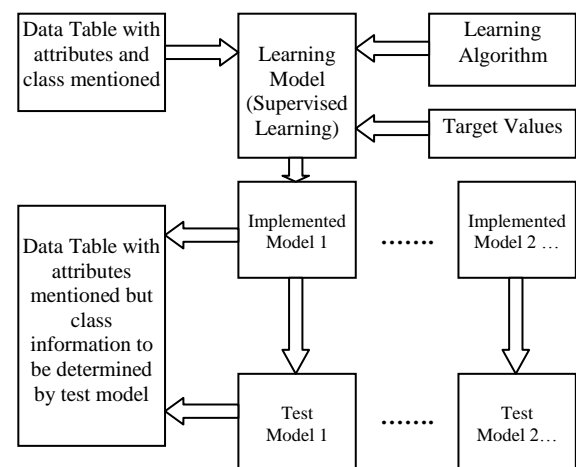 Data Table with
attributes and
class mentioned
Learning
Model
(Supervised
Learning)
Learning
Algorithm
Target Values
Implemented
Model 1
.......
Implemented
Model 2 ...
Data Table with
attributes
mentioned but
class
information to
be determined
by test model
Test
Model 1
.......
Test
Model 2...